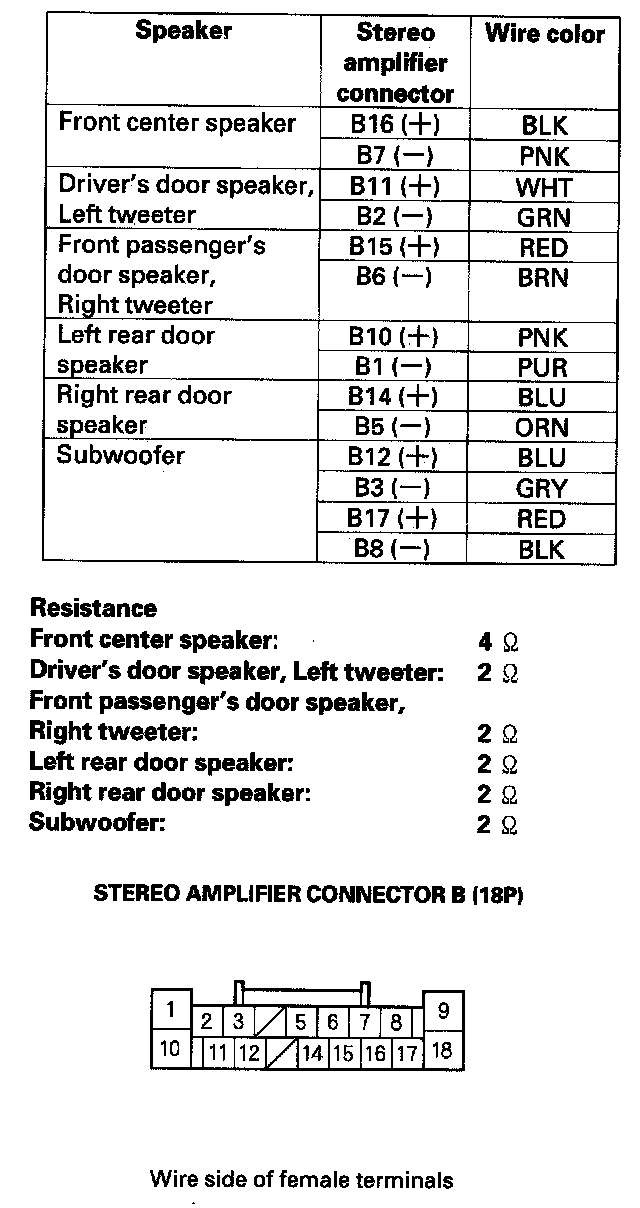 Speaker Stereo amplifier connector Wire color
Front center speaker B16 (+) BLK
B7 (−) PNK
Driver's door speaker, B11 (+) WHT
Left tweeter B2 (−) GRN
Front passenger's B15 (+) RED
door speaker, B6 (−) BRN
Right tweeter
Left rear door B10 (+) PNK
speaker B1 (−) PUR
Right rear door B14 (+) BLU
speaker B5 (−) ORN
Subwoofer B12 (+) BLU
B3 (−) GRY
B17 (+) RED
B8 (−) BLK
Resistance
Front center speaker: 4 Ω
Driver's door speaker, Left tweeter: 2 Ω
Front passenger's door speaker,
Right tweeter: 2 Ω
Left rear door speaker: 2 Ω
Right rear door speaker: 2 Ω
Subwoofer: 2 Ω
STEREO AMPLIFIER CONNECTOR B (18P)
1 2 3 5 6 7 8 9
10 11 12 14 15 16 17 18
Wire side of female terminals